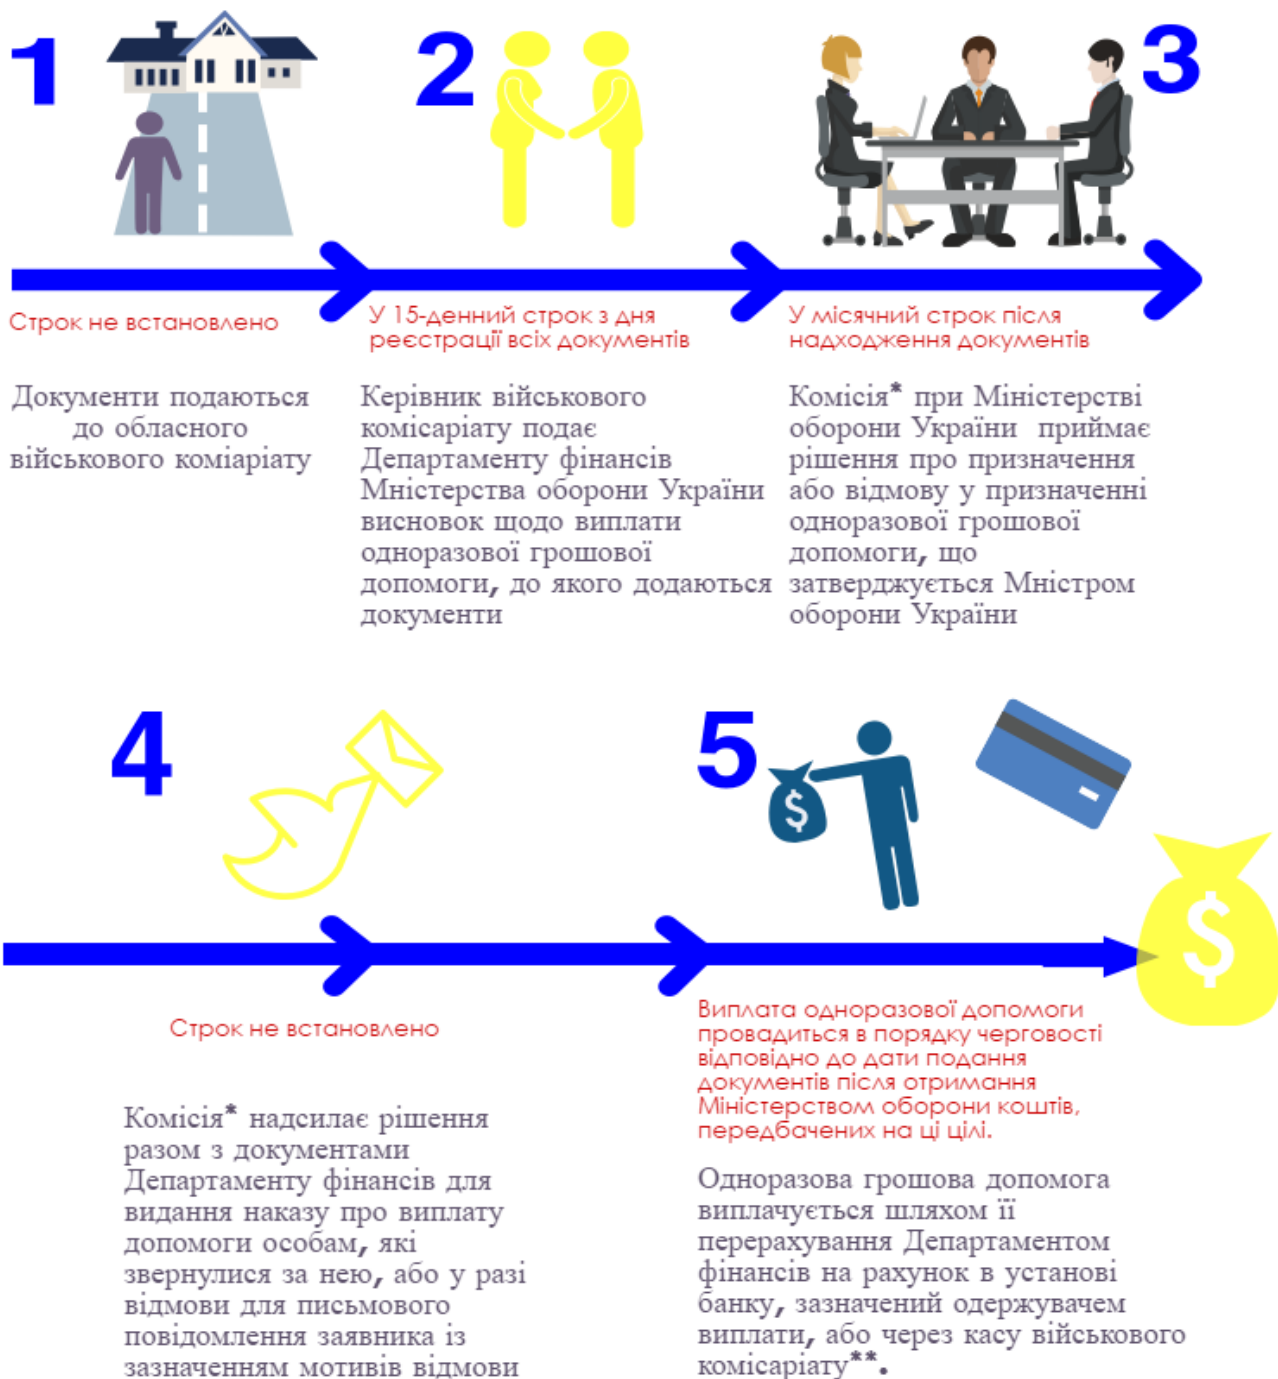 1
Строк не встановлено
Документи подаються
до обласного
військового коміаріату
2
У 15-денний строк з дня
реєстрації всіх документів
Керівник військового
комісаріату подає
Департаменту фінансів
Мністерства оборони України
висновок щодо виплати
одноразової грошової
допомоги, до якого додаються
документи
3
У місячний строк після
надходження документів
Комісія* при Міністерстві
оборони України приймає
рішення про призначення
або відмову у призначенні
одноразової грошової
допомоги, що
затверджується Мністром
оборони України
4
Строк не встановлено
Комісія* надсилає рішення
разом з документами
Департаменту фінансів для
видання наказу про виплату
допомоги особам, які
звернулися за нею, або у разі
відмови для письмового
повідомлення заявника із
зазначенням мотивів відмови
5
$
$
Виплата одноразової допомоги
провадиться в порядку черговості
відповідно до дати подання
документів після отримання
Міністерством оборони коштів,
передбачених на ці цілі.
Одноразова грошова допомога
виплачується шляхом її
перерахування Департаментом
фінансів на рахунок в установі
банку, зазначений одержувачем
виплати, або через касу військового
комісаріату**.